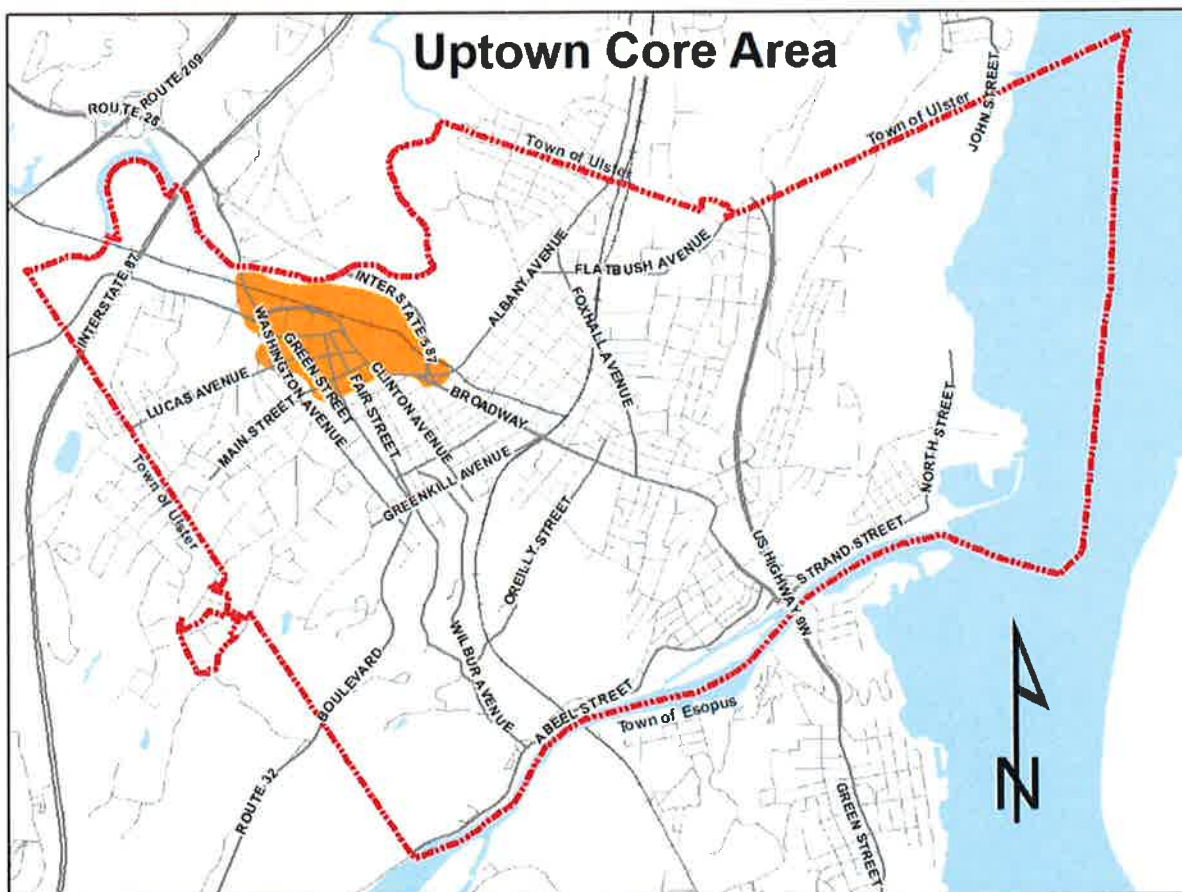 Uptown Core Area
ROUTE 209
ROUTE 28
JOHN STREET
Town of Ulster
Town of Ulster
INTERSTATE 87
INTERSTATE 587
ALBANY AVENUE
FLATBUSH AVENUE
FOXHALL AVENUE
WASHINGTON AVENUE
GREEN STREET
FAIR STREET
CLINTON AVENUE
LUCAS AVENUE
MAIN STREET
BROADWAY
GREENKILL AVENUE
NORTH STREET
Town of Ulster
OREILLY STREET
US HIGHWAY 9W
STRAND STREET
WILBUR AVENUE
BOULEVARD
ABEEL STREET
Town of Esopus
ROUTE 32
GREEN STREET
N